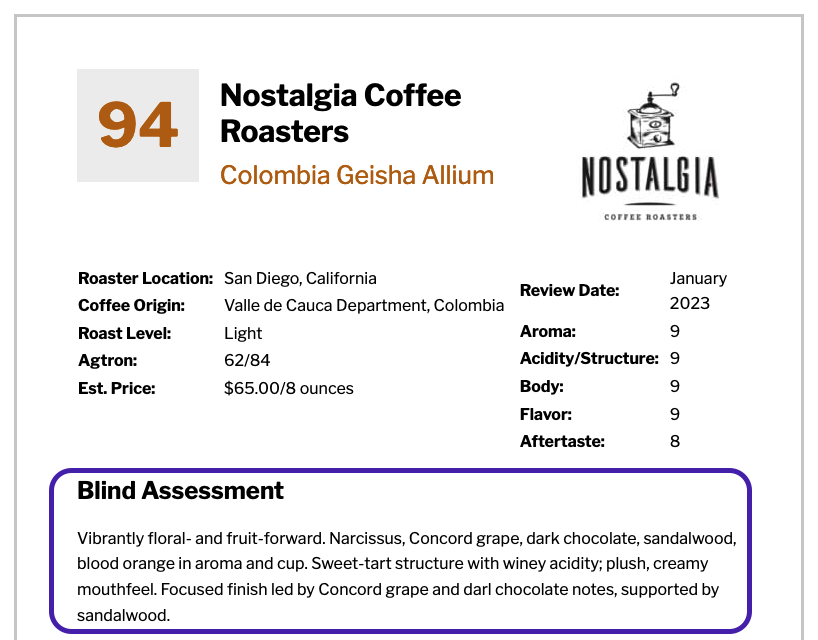 94
Nostalgia Coffee
Roasters
Colombia Geisha Allium
NOSTALGIA
COFFEE ROASTERS
Roaster Location: San Diego, California
Coffee Origin: Valle de Cauca Department, Colombia
Roast Level: Light
Agtron: 62/84
Est. Price: $65.00/8 ounces
Review Date: January
2023
Aroma: 9
Acidity/Structure: 9
Body: 9
Flavor: 9
Aftertaste: 8
Blind Assessment
Vibrantly floral- and fruit-forward. Narcissus, Concord grape, dark chocolate, sandalwood,
blood orange in aroma and cup. Sweet-tart structure with winey acidity; plush, creamy
mouthfeel. Focused finish led by Concord grape and darl chocolate notes, supported by
sandalwood.